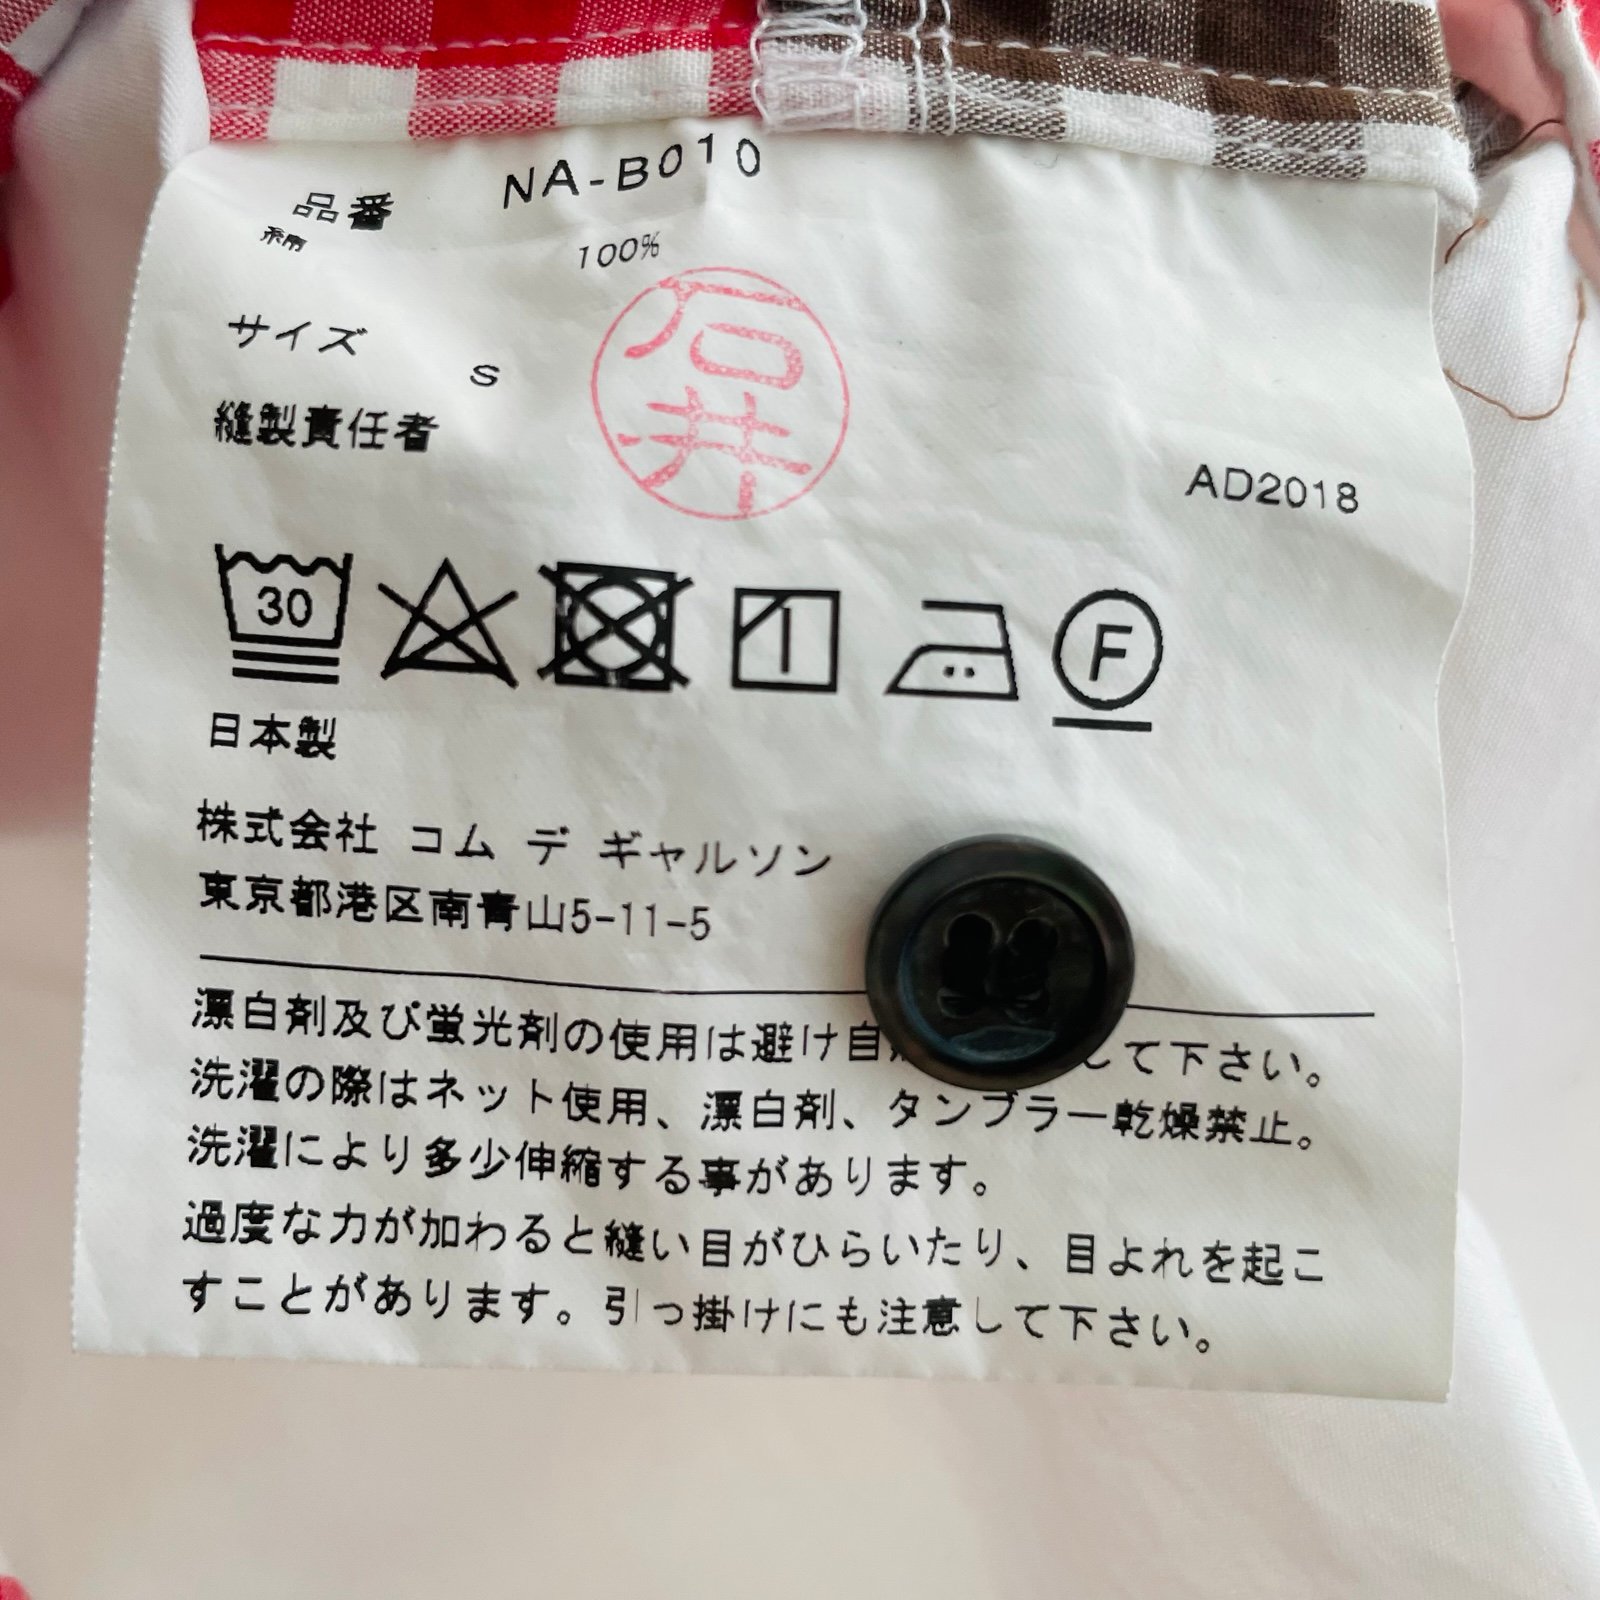 品番 NA-B010
綿 100%
サイズ S
縫製責任者 石井
AD2018
30
F
日本製
株式会社 コム デ ギャルソン
東京都港区南青山5-11-5
漂白剤及び蛍光剤の使用は避け自 して下さい。
洗濯の際はネット使用、漂白剤、タンブラー乾燥禁止。
洗濯により多少伸縮する事があります。
過度な力が加わると縫い目がひらいたり、目よれを起こ
すことがあります。引っ掛けにも注意して下さい。